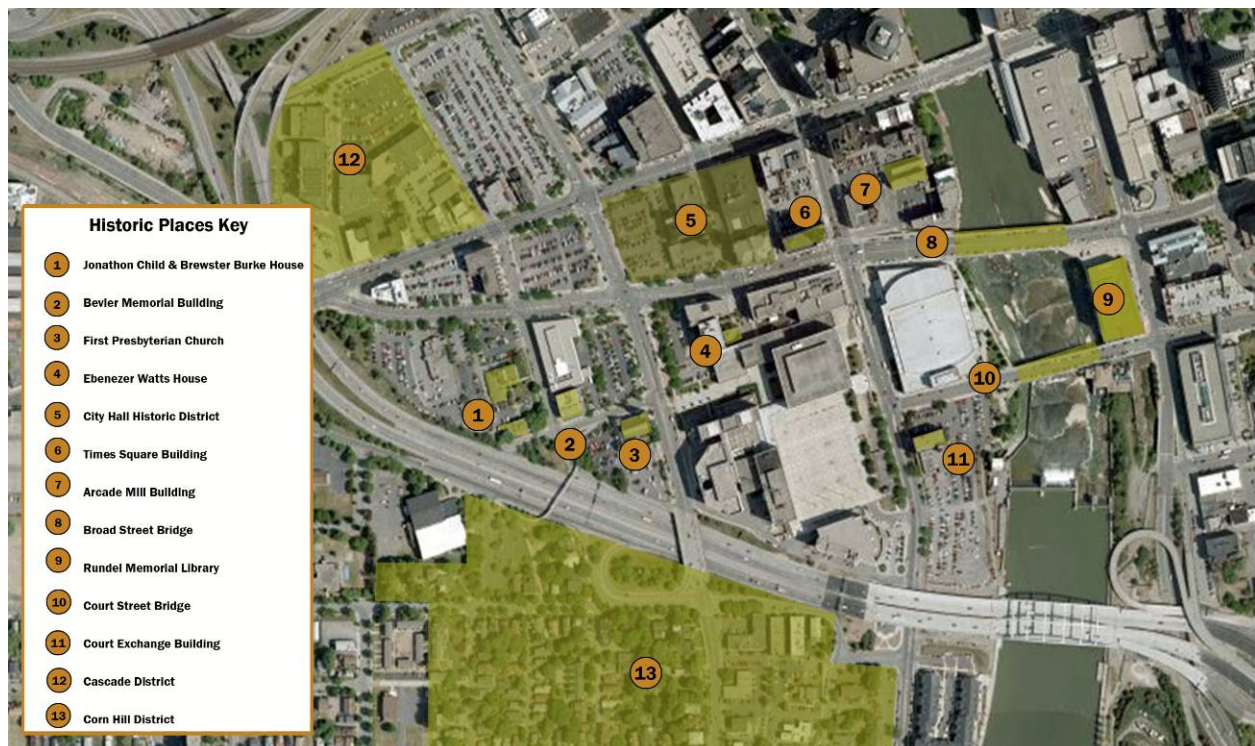 Historic Places Key
1 Jonathon Child & Brewster Burke House
2 Bevier Memorial Building
3 First Presbyterian Church
4 Ebenezer Watts House
5 City Hall Historic District
6 Times Square Building
7 Arcade Mill Building
8 Broad Street Bridge
9 Rundel Memorial Library
10 Court Street Bridge
11 Court Exchange Building
12 Cascade District
13 Corn Hill District
12
5
6
7
8
9
4
10
1
2
3
11
13